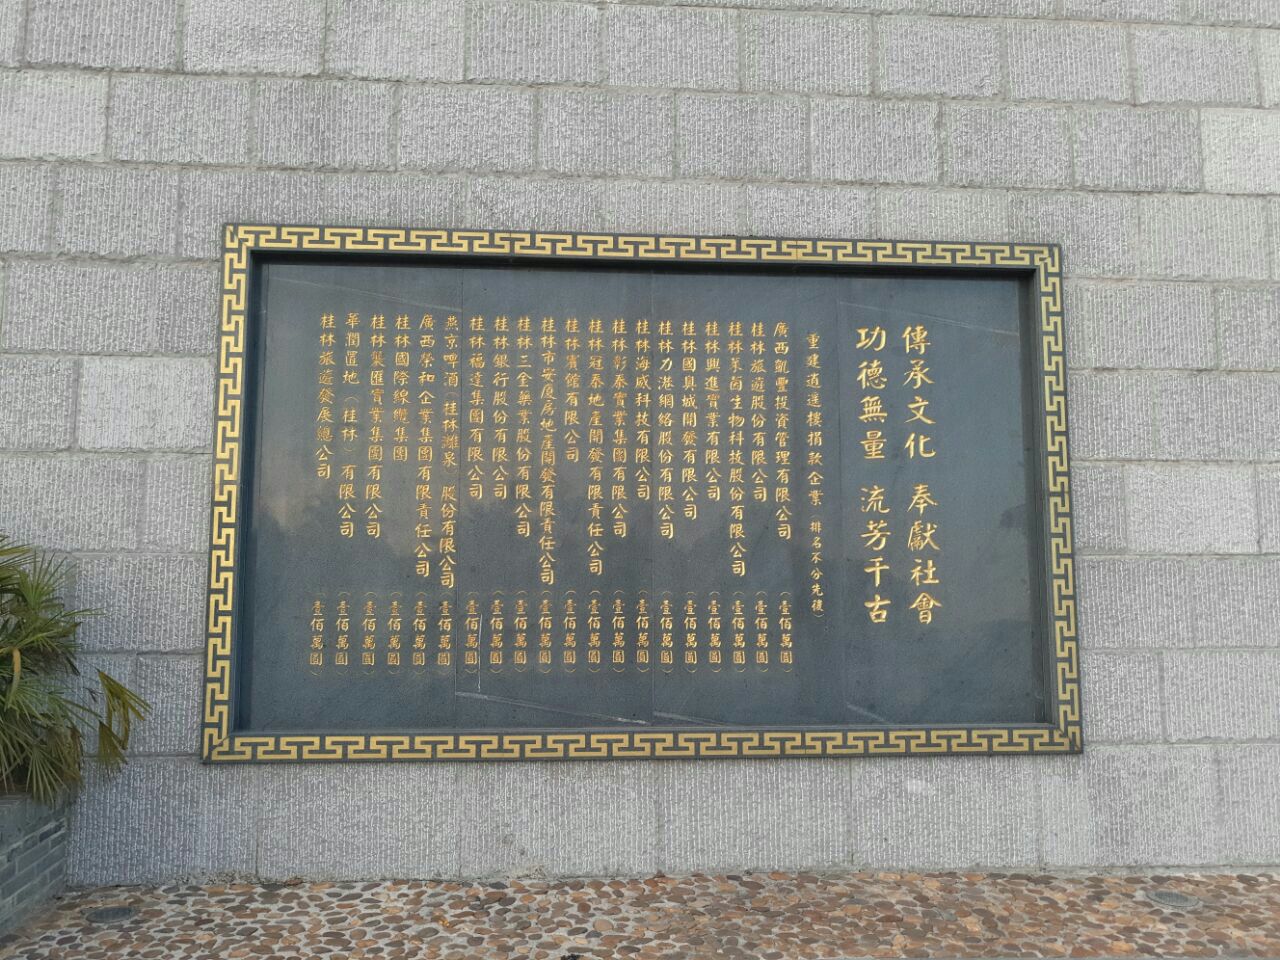 傳承文化 奉獻社會
功德無量 流芳千古
重建逍遥樓捐款企業（排名不分先後）
廣西凱豐投資管理有限公司（壹佰萬圓）
桂林旅遊股份有限公司（壹佰萬圓）
桂林萊茵生物科技股份有限公司（壹佰萬圓）
桂林興進實業有限公司（壹佰萬圓）
桂林國奥城開發有限公司（壹佰萬圓）
桂林力港網絡股份有限公司（壹佰萬圓）
桂林海威科技有限公司（壹佰萬圓）
桂林彰泰實業集團有限公司（壹佰萬圓）
桂林冠泰地產開發有限責任公司（壹佰萬圓）
桂林賓館有限公司（壹佰萬圓）
桂林市安厦房地產開發有限責任公司（壹佰萬圓）
桂林三金藥業股份有限公司（壹佰萬圓）
桂林銀行股份有限公司（壹佰萬圓）
桂林福達集團有限公司（壹佰萬圓）
燕京啤酒（桂林灕泉）股份有限公司（壹佰萬圓）
廣西榮和企業集團有限責任公司（壹佰萬圓）
桂林國際線纜集團（壹佰萬圓）
桂林聚匯實業集團有限公司（壹佰萬圓）
華潤置地（桂林）有限公司（壹佰萬圓）
桂林旅遊發展總公司（壹佰萬圓）